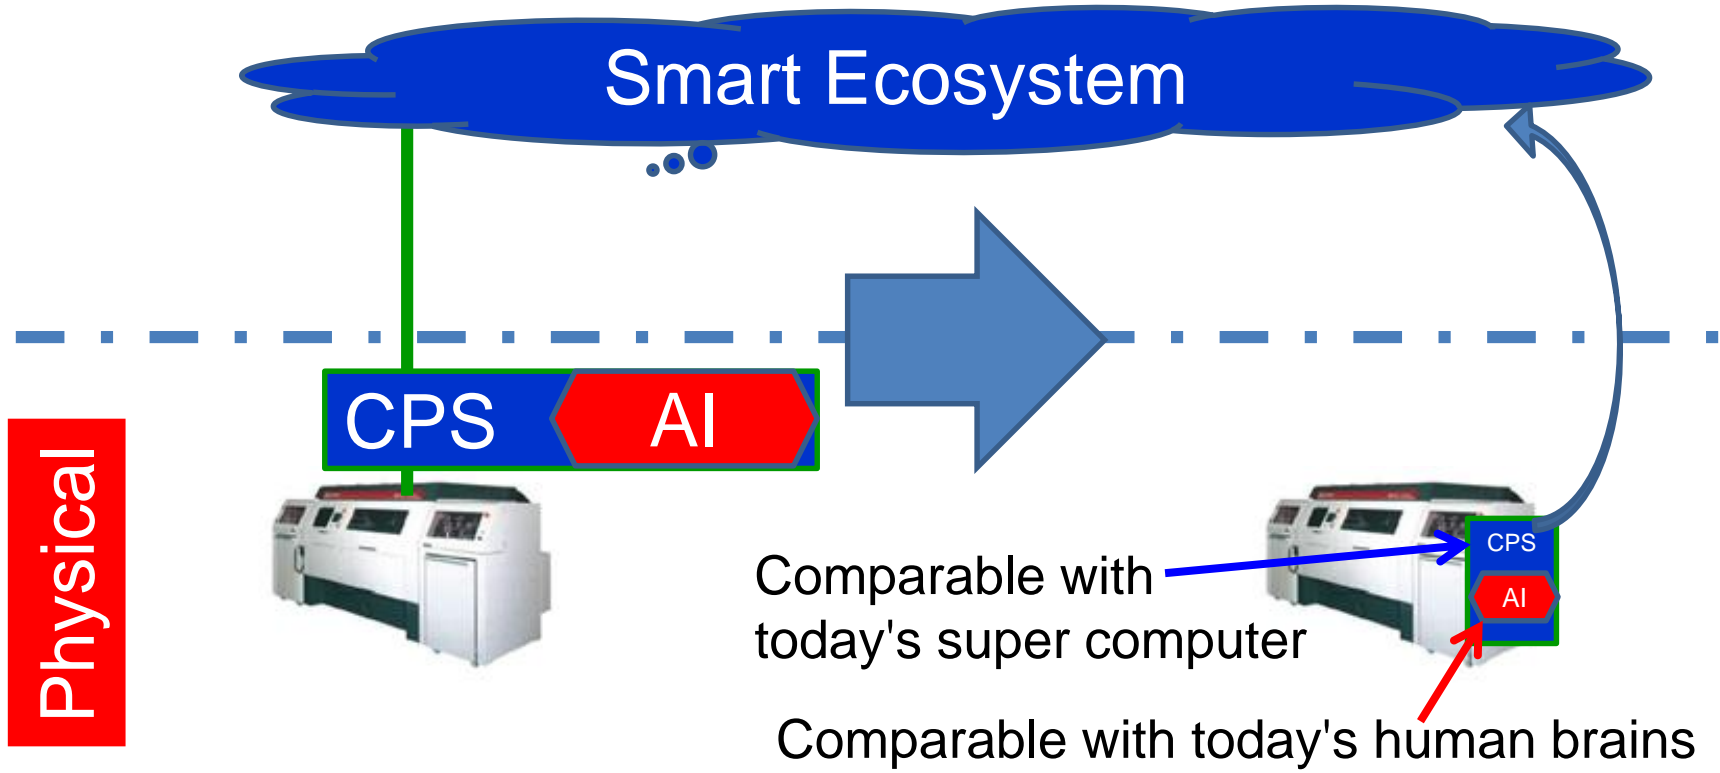 Smart Ecosystem
CPS
AI
Physical
CPS
AI
Comparable with
today's super computer
Comparable with today's human brains